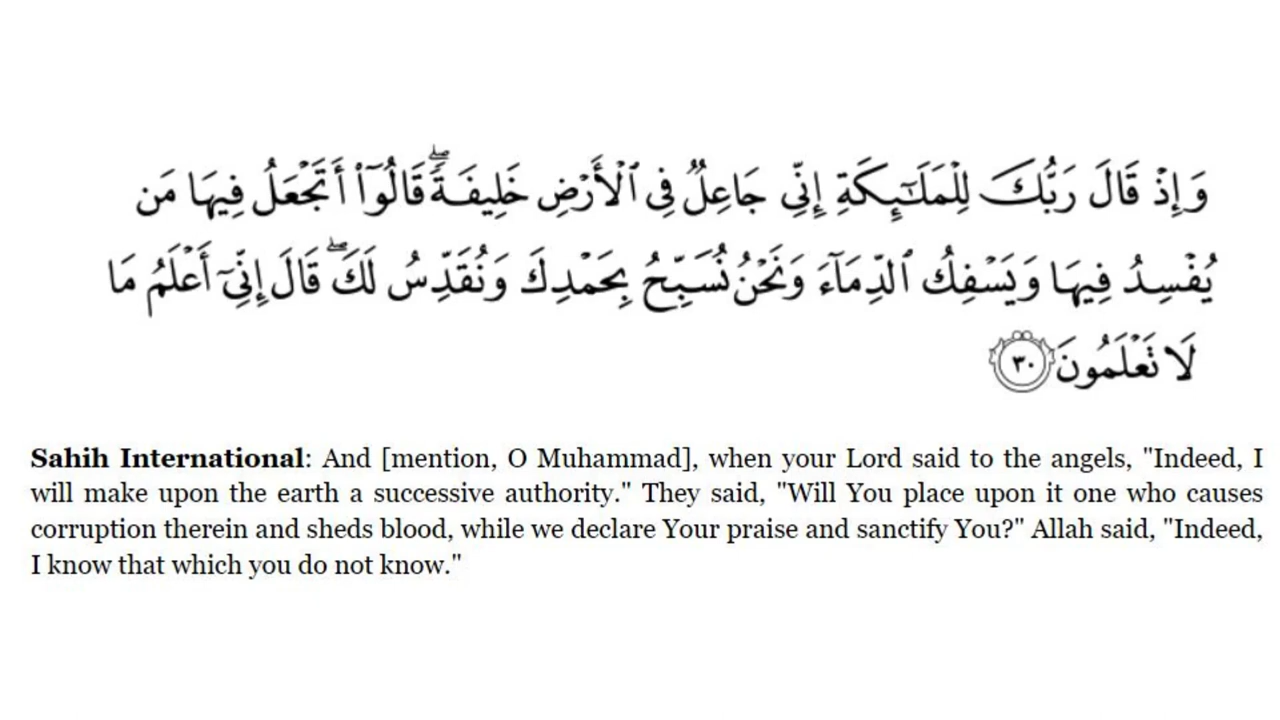 وَإِذْ قَالَ رَبُّكَ لِلْمَلَـٰٓئِكَةِ إِنِّى جَاعِلٌ فِى ٱلْأَرْضِ خَلِيفَةً ۖ قَالُوٓا۟ أَتَجْعَلُ فِيهَا مَن
يُفْسِدُ فِيهَا وَيَسْفِكُ ٱلدِّمَآءَ وَنَحْنُ نُسَبِّحُ بِحَمْدِكَ وَنُقَدِّسُ لَكَ ۖ قَالَ إِنِّىٓ أَعْلَمُ مَا
لَا تَعْلَمُونَ ٣٠
Sahih International: And [mention, O Muhammad], when your Lord said to the angels, "Indeed, I
will make upon the earth a successive authority." They said, "Will You place upon it one who causes
corruption therein and sheds blood, while we declare Your praise and sanctify You?" Allah said, "Indeed,
I know that which you do not know."